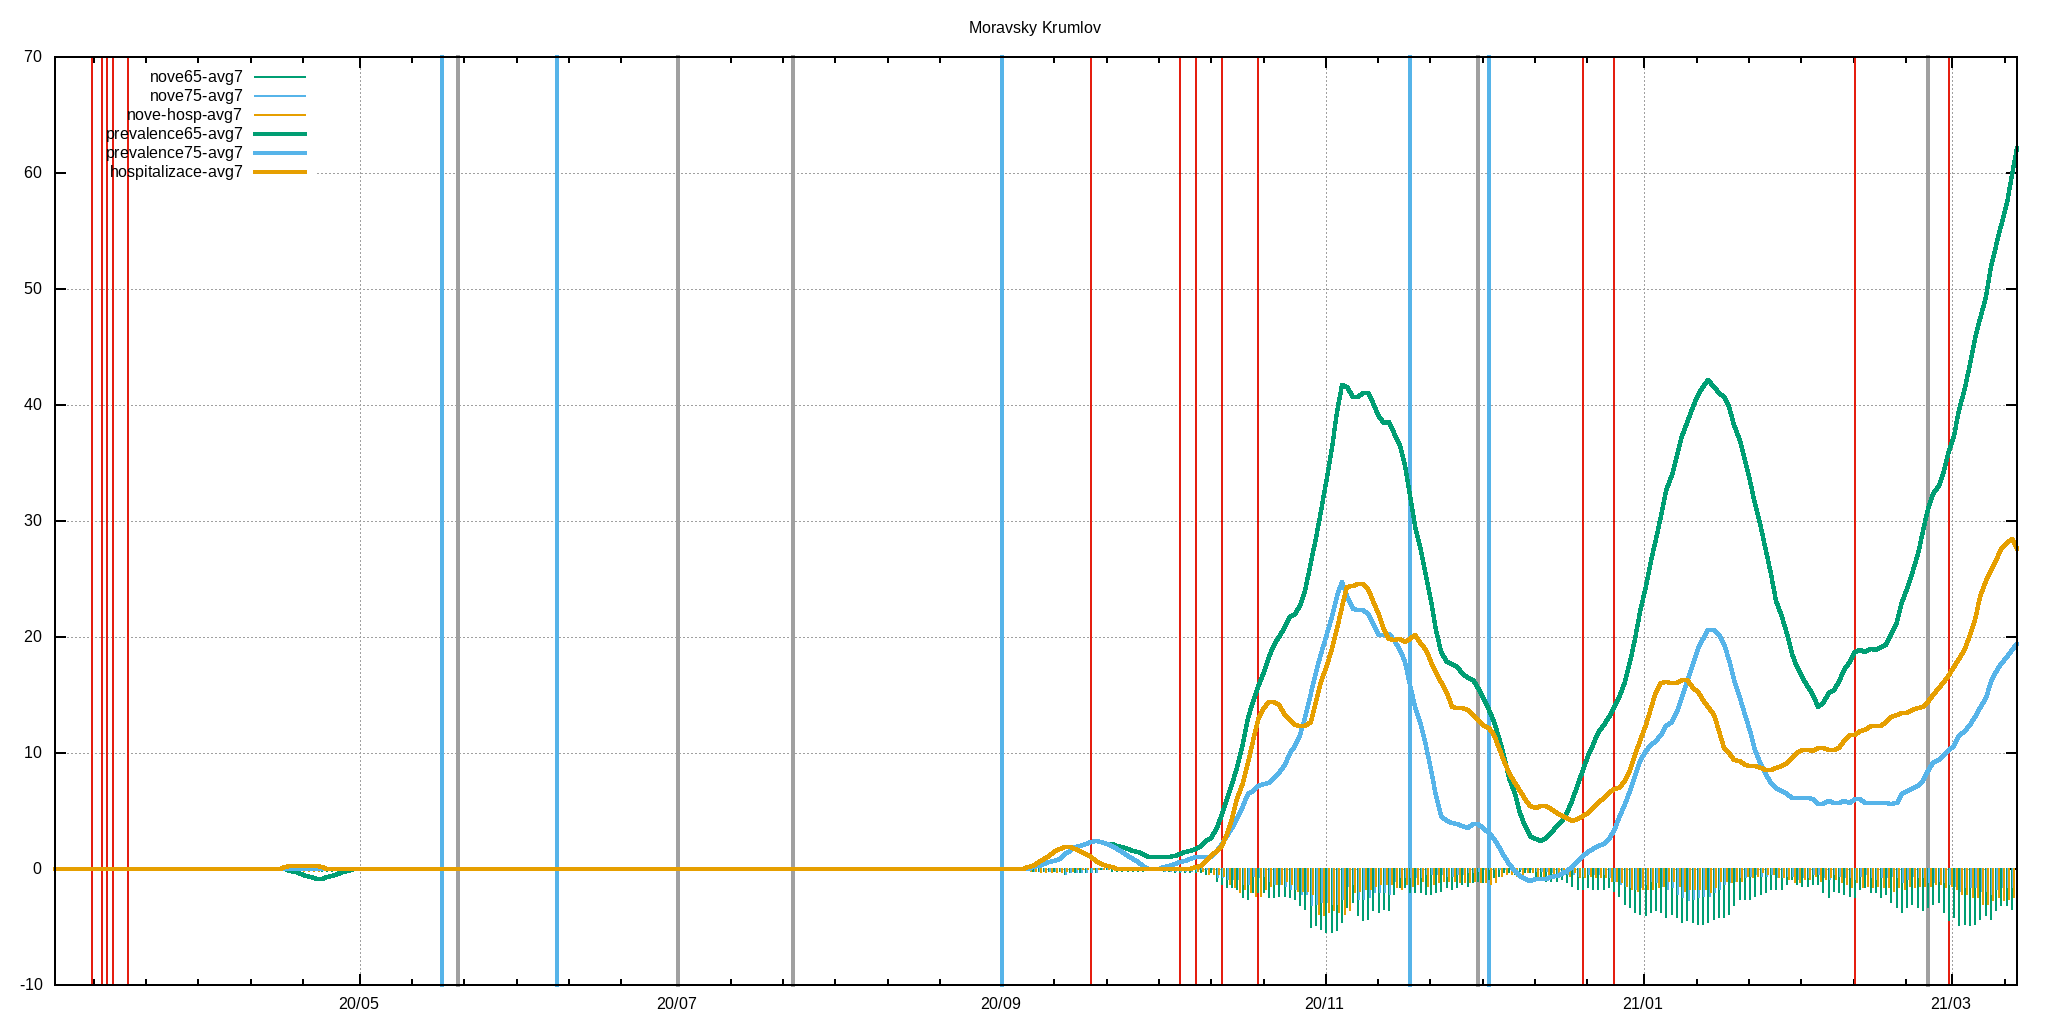 Moravsky Krumlov
70
60
50
40
30
20
10
0
-10
nove65-avg7
nove75-avg7
nove-hosp-avg7
prevalence65-avg7
prevalence75-avg7
hospitalizace-avg7
20/05
20/07
20/09
20/11
21/01
21/03